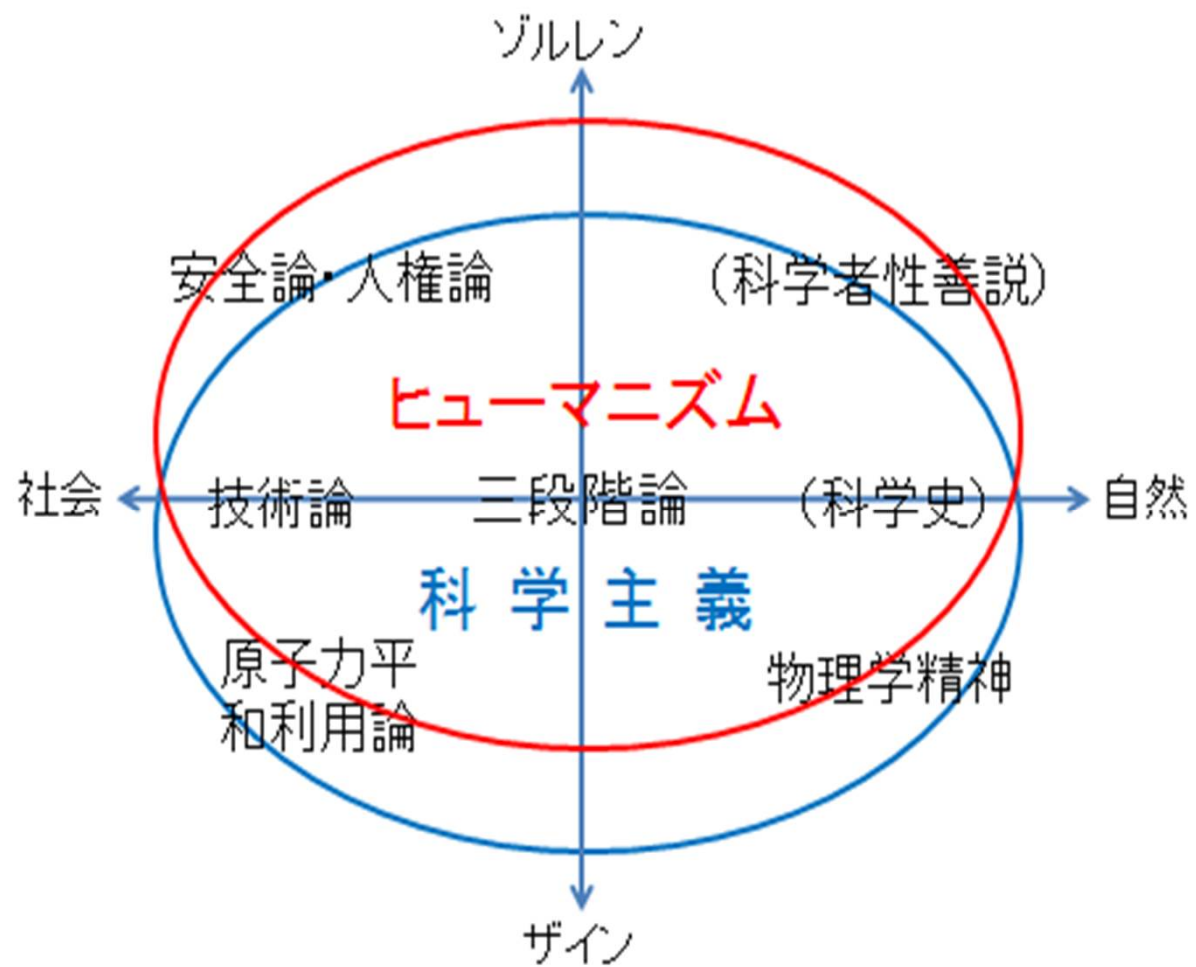 ゾルレン
安全論・人権論
(科学者性善説)
ヒューマニズム
社会
技術論
三段階論
(科学史)
自然
科学主義
原子力平
和利用論
物理学精神
ザイン